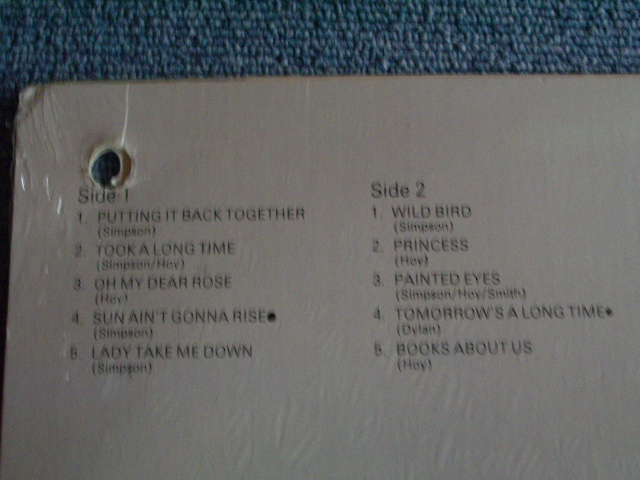 Side 1
1. PUTTING IT BACK TOGETHER
(Simpson)
2. TOOK A LONG TIME
(Simpson/Hoy)
3. OH MY DEAR ROSE
(Hoy)
4. SUN AIN'T GONNA RISE●
(Simpson)
5. LADY TAKE ME DOWN
(Simpson)
Side 2
1. WILD BIRD
(Simpson)
2. PRINCESS
(Hoy)
3. PAINTED EYES
(Simpson/Hoy/Smith)
4. TOMORROW'S A LONG TIME●
(Dylan)
5. BOOKS ABOUT US
(Hoy)